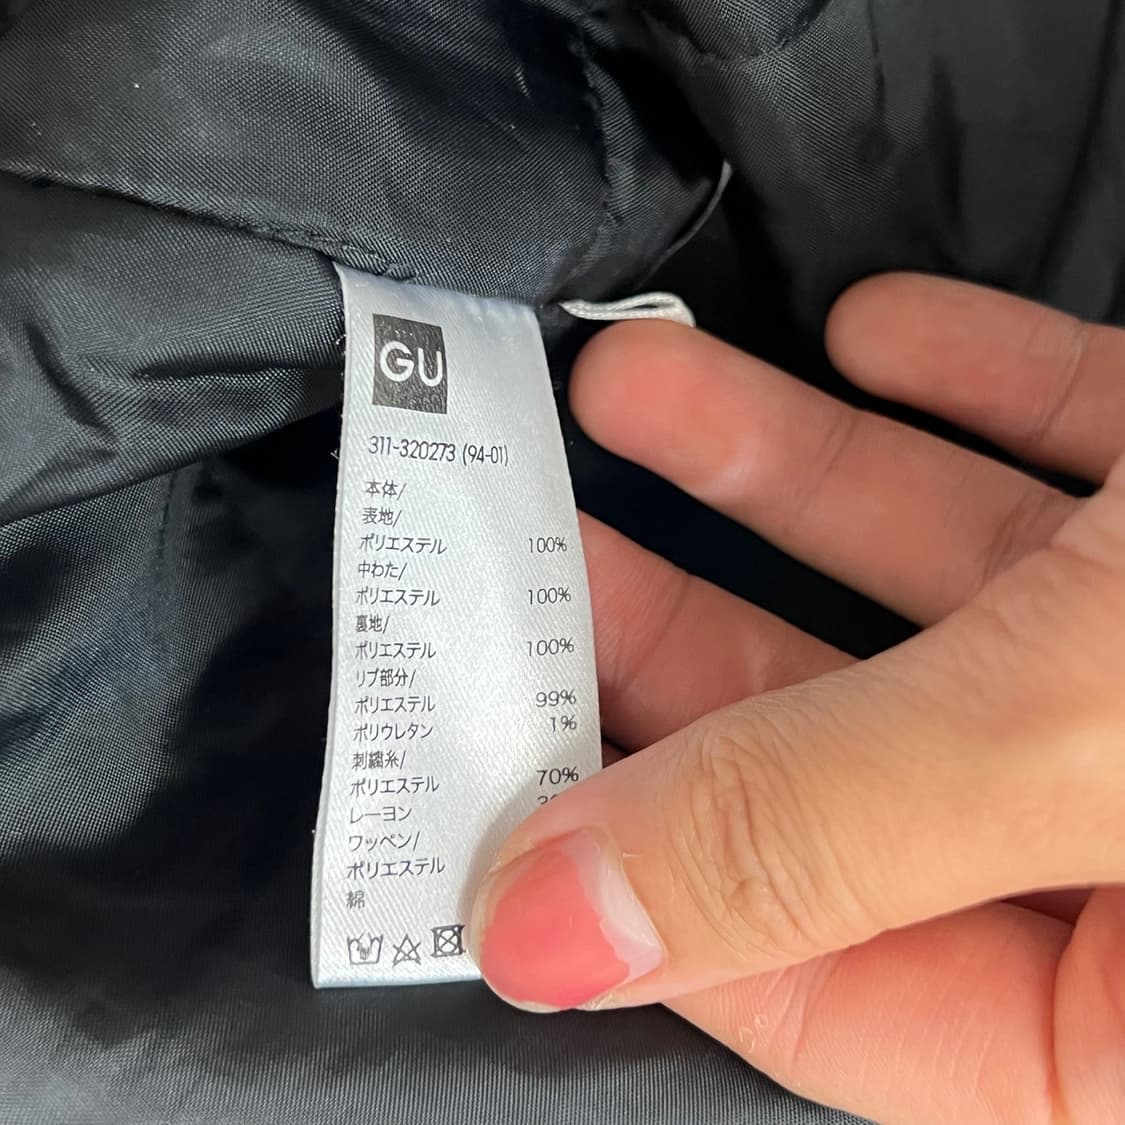 GU
311-320273 (94-01)
本体/
表地/
ポリエステル 100%
中わた/
ポリエステル 100%
裏地/
ポリエステル 100%
リブ部分/
ポリエステル 99%
ポリウレタン 1%
刺繍糸/
ポリエステル 70%
レーヨン
ワッペン/
ポリエステル
綿